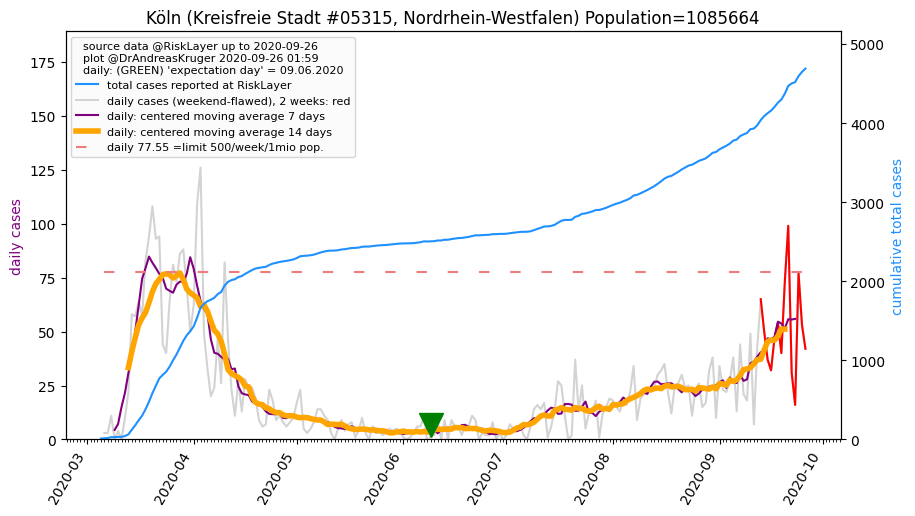 Köln (Kreisfreie Stadt #05315, Nordrhein-Westfalen) Population=1085664
source data @RiskLayer up to 2020-09-26
plot @DrAndreasKruger 2020-09-26 01:59
daily: (GREEN) 'expectation day' = 09.06.2020
total cases reported at RiskLayer
daily cases (weekend-flawed), 2 weeks: red
daily: centered moving average 7 days
daily: centered moving average 14 days
daily 77.55 =limit 500/week/1mio pop.
daily cases
175
150
125
100
75
50
25
0
5000
4000
3000
2000
1000
0
cumulative total cases
2020-03
2020-04
2020-05
2020-06
2020-07
2020-08
2020-09
2020-10